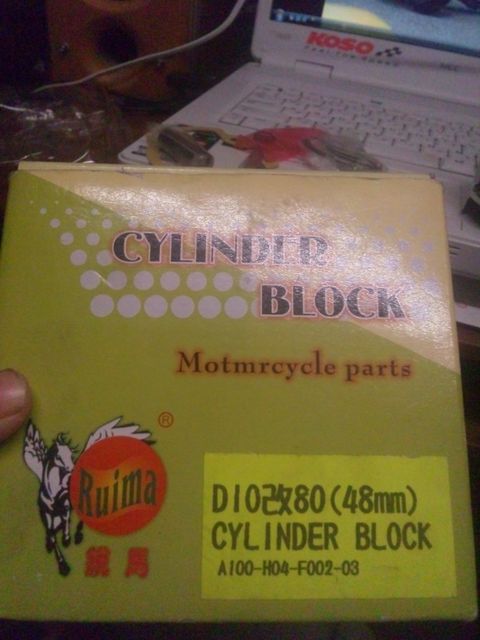 KOSO
CYLINDER
BLOCK
Motmrcycle parts
®
Ruima
馬
DIO改80(48mm)
CYLINDER BLOCK
A100-H04-F002-03